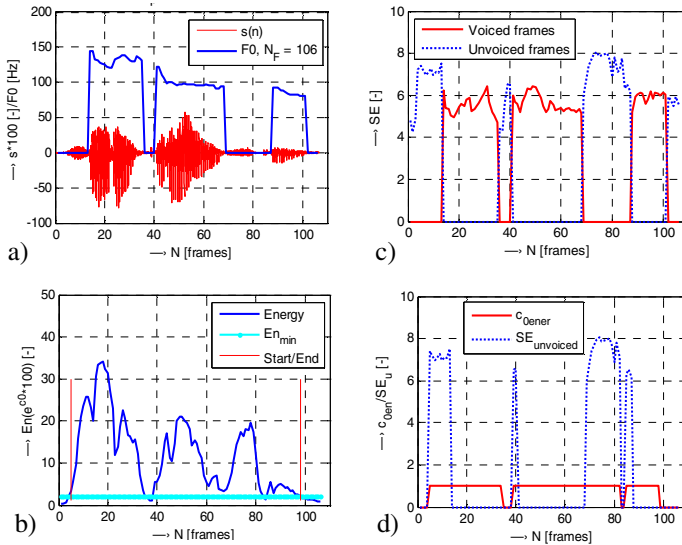 200
150
100
50
0
-50
-100
0 20 40 60 80 100
⟶ s*100 [-]/F0 [Hz]
⟶ N [frames]
s(n)
F0, N_F = 106
a)
10
8
6
4
2
0
0 20 40 60 80 100
⟶ SE [-]
⟶ N [frames]
Voiced frames
Unvoiced frames
c)
50
40
30
20
10
0
0 20 40 60 80 100
⟶ En(e^c0*100) [-]
⟶ N [frames]
Energy
En_min
Start/End
b)
10
8
6
4
2
0
0 20 40 60 80 100
⟶ c_0en/SE_u [-]
⟶ N [frames]
c_0ener
SE_unvoiced
d)